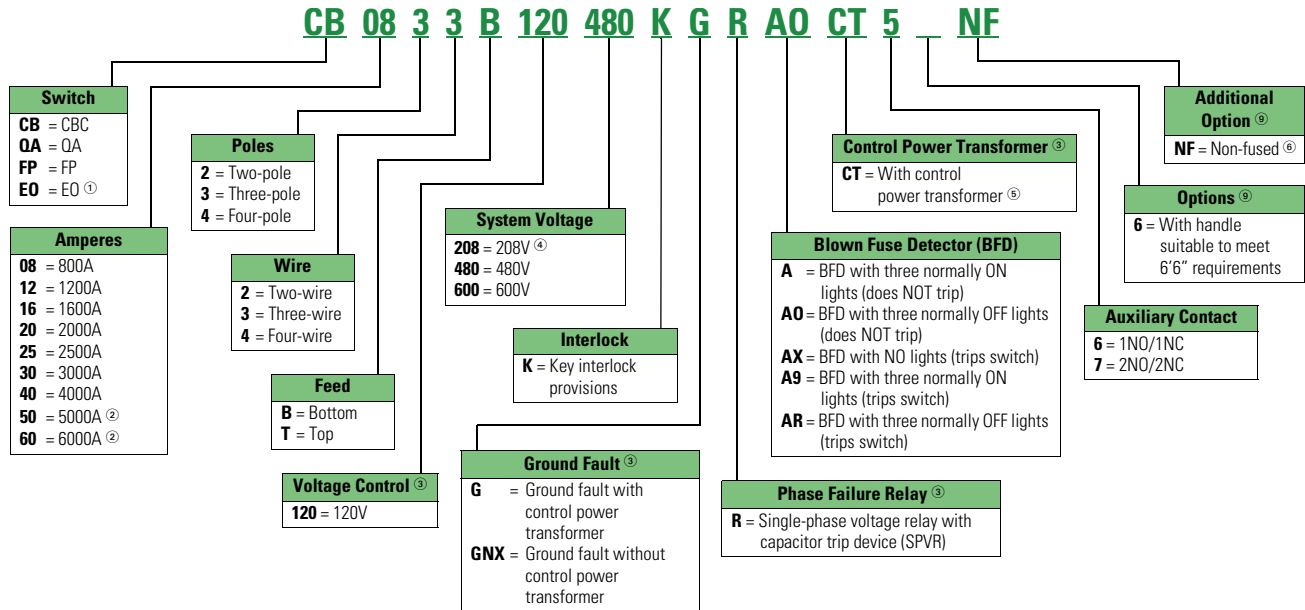 CB 08 3 3 B 120 480 K G R AO CT 5 _ NF
Switch
CB = CBC
QA = QA
FP = FP
EO = EO ①
Amperes
08 = 800A
12 = 1200A
16 = 1600A
20 = 2000A
25 = 2500A
30 = 3000A
40 = 4000A
50 = 5000A ②
60 = 6000A ②
Poles
2 = Two-pole
3 = Three-pole
4 = Four-pole
Wire
2 = Two-wire
3 = Three-wire
4 = Four-wire
Feed
B = Bottom
T = Top
Voltage Control ③
120 = 120V
System Voltage
208 = 208V ④
480 = 480V
600 = 600V
Interlock
K = Key interlock
provisions
Ground Fault ③
G = Ground fault with
control power
transformer
GNX = Ground fault without
control power
transformer
Phase Failure Relay ③
R = Single-phase voltage relay with
capacitor trip device (SPVR)
Blown Fuse Detector (BFD)
A = BFD with three normally ON
lights (does NOT trip)
AO = BFD with three normally OFF lights
(does NOT trip)
AX = BFD with NO lights (trips switch)
A9 = BFD with three normally ON
lights (trips switch)
AR = BFD with three normally OFF lights
(trips switch)
Control Power Transformer ③
CT = With control
power transformer ⑤
Auxiliary Contact
6 = 1NO/1NC
7 = 2NO/2NC
Options ⑨
6 = With handle
suitable to meet
6'6" requirements
Additional
Option ⑨
NF = Non-fused ⑥